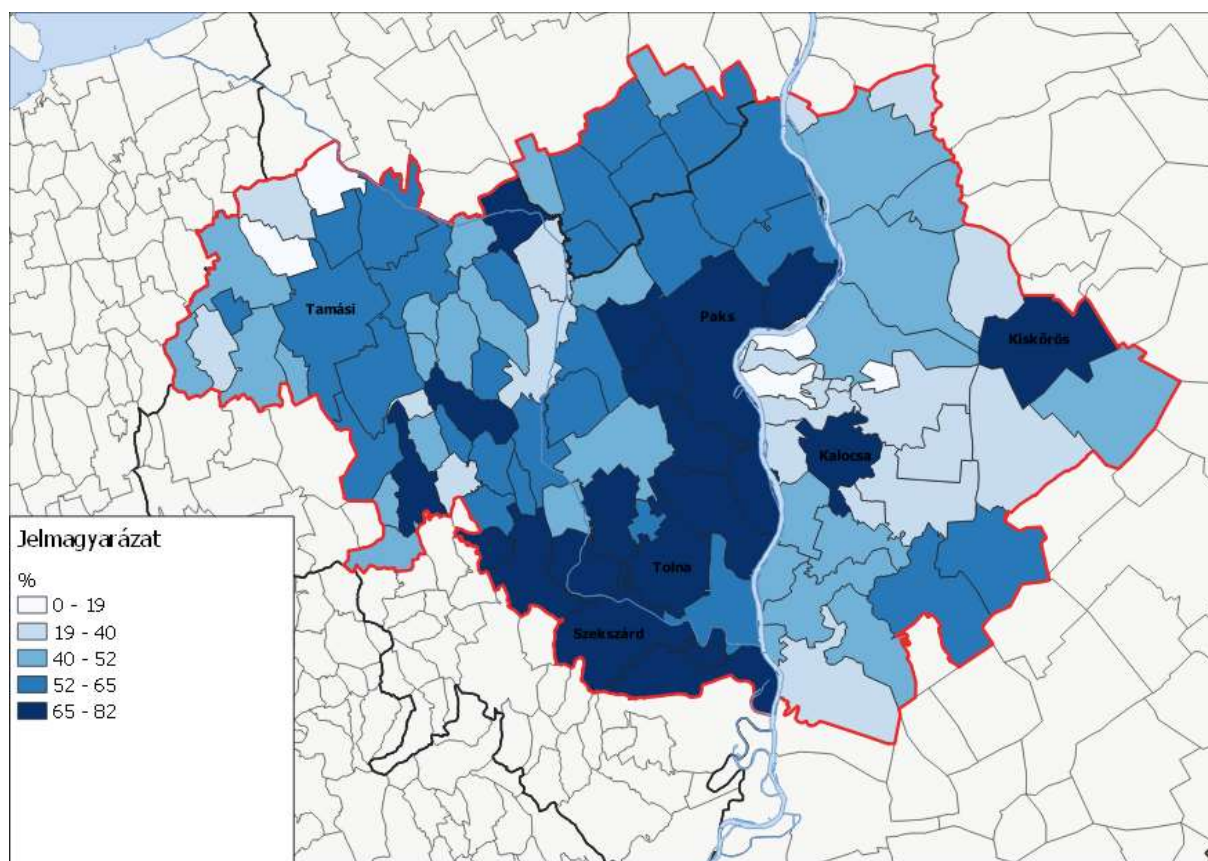 Tamási
Paks
Kiskőrös
Kalocsa
Tolna
Szekszárd
Jelmagyarázat
%
0 - 19
19 - 40
40 - 52
52 - 65
65 - 82